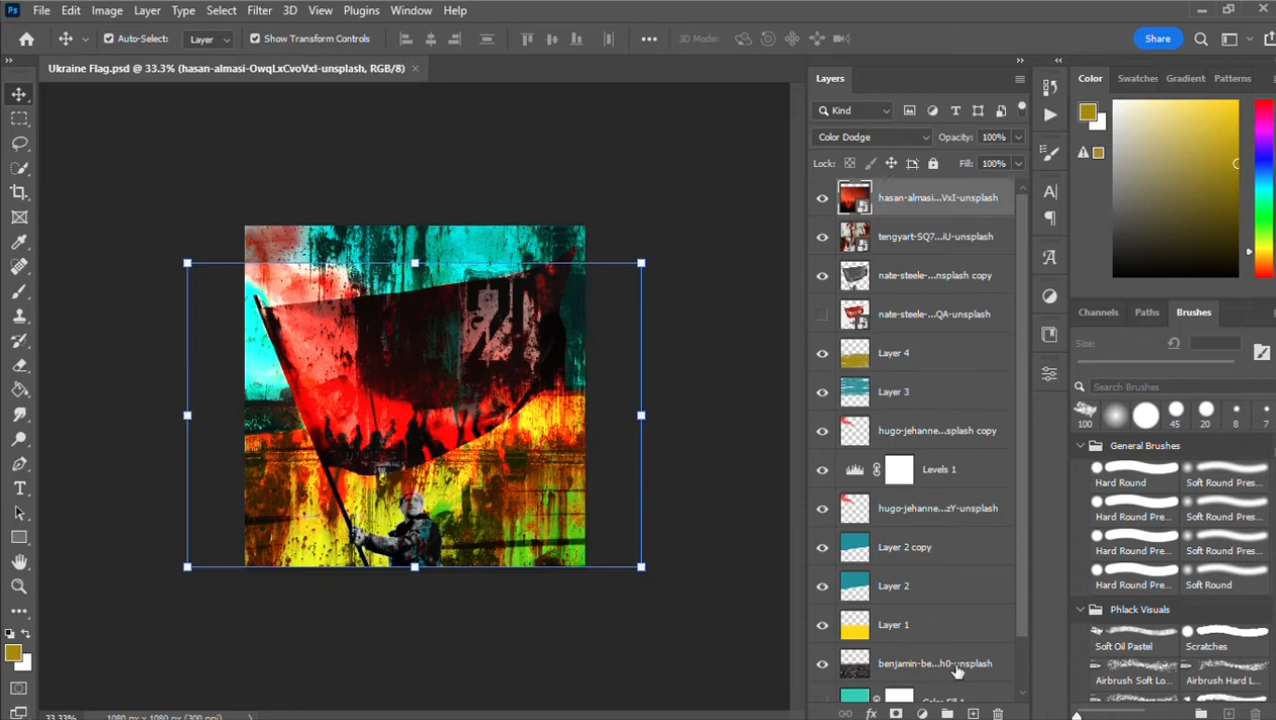 Ps File Edit Image Layer Type Select Filter 3D View Plugins Window Help
Auto-Select: Layer Show Transform Controls 3D Mode: Share
Ukraine Flag.psd @ 33.3% (hasan-almasi-OwqLxCvoVxI-unsplash, RGB/8) ×
Layers
Kind
Color Dodge Opacity: 100%
Lock: Fill: 100%
hasan-almasi...VxI-unsplash
tengyart-SQ7...iU-unsplash
nate-steele-...nsplash copy
nate-steele-...QA-unsplash
Layer 4
Layer 3
hugo-jehanne...splash copy
Levels 1
hugo-jehanne...zY-unsplash
Layer 2 copy
Layer 2
Layer 1
benjamin-be...h0-unsplash
Color Swatches Gradient Patterns
Channels Paths Brushes
Size:
Search Brushes
100 45 20 8 7
General Brushes
Hard Round Soft Round Pres...
Hard Round Pre... Soft Round Pres...
Hard Round Pre... Soft Round Pres...
Hard Round Pre... Soft Round
Phlack Visuals
Soft Oil Pastel Scratches
Airbrush Soft Lo... Airbrush Hard L...
33.33% 1080 px x 1080 px (300 ppi)